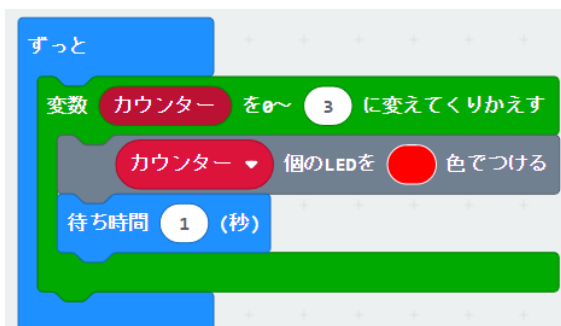 ずっと
変数 カウンター を0～ 3 に変えてくりかえす
カウンター 個のLEDを 色でつける
待ち時間 1 (秒)